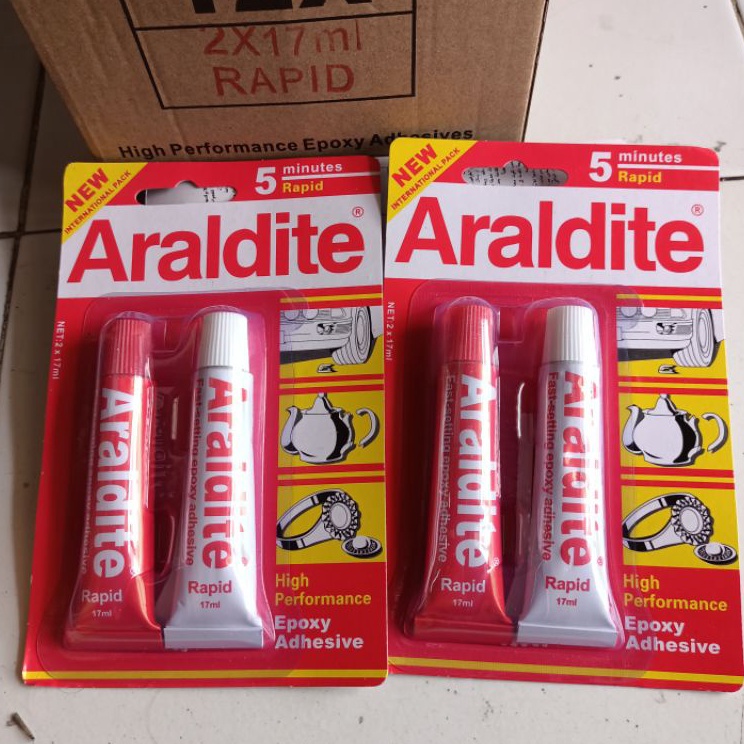 2X17ml
RAPID
High Performance Epoxy Adhesives
NEW
INTERNATIONAL PACK
5 minutes
Rapid
Araldite®
NET:2 x 17ml
Araldite
Rapid
17ml
Araldite
Fast-setting epoxy adhesive
Rapid
17ml
High
Performance
Epoxy
Adhesive
NEW
INTERNATIONAL PACK
5 minutes
Rapid
Araldite®
NET:2 x 17ml
Araldite
Fast-setting epoxy adhesive
Rapid
17ml
Araldite
Fast-setting epoxy adhesive
Rapid
17ml
High
Performance
Epoxy
Adhesive